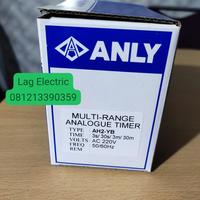 ANLY
Lag Electric
081213390359
MULTI-RANGE
ANALOGUE TIMER
TYPE AH2-YB
TIME 3s/ 30s/ 3m/ 30m
VOLTS AC 220V
FREQ 50/60Hz
REM